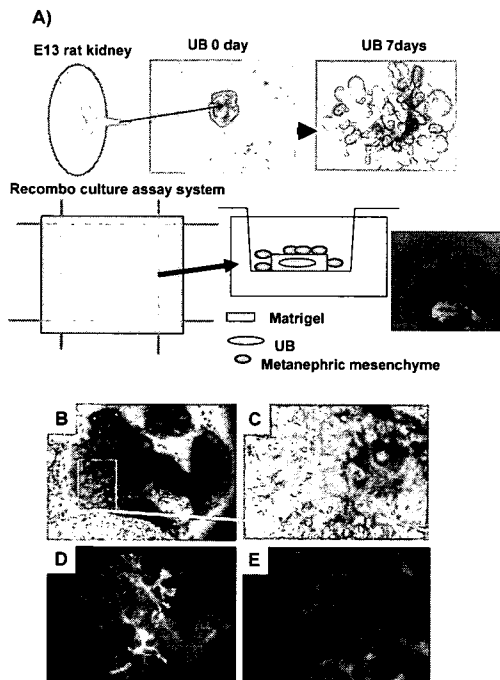 A)
E13 rat kidney
UB 0 day
UB 7days
Recombo culture assay system
Matrigel
UB
Metanephric mesenchyme
B
C
D
E